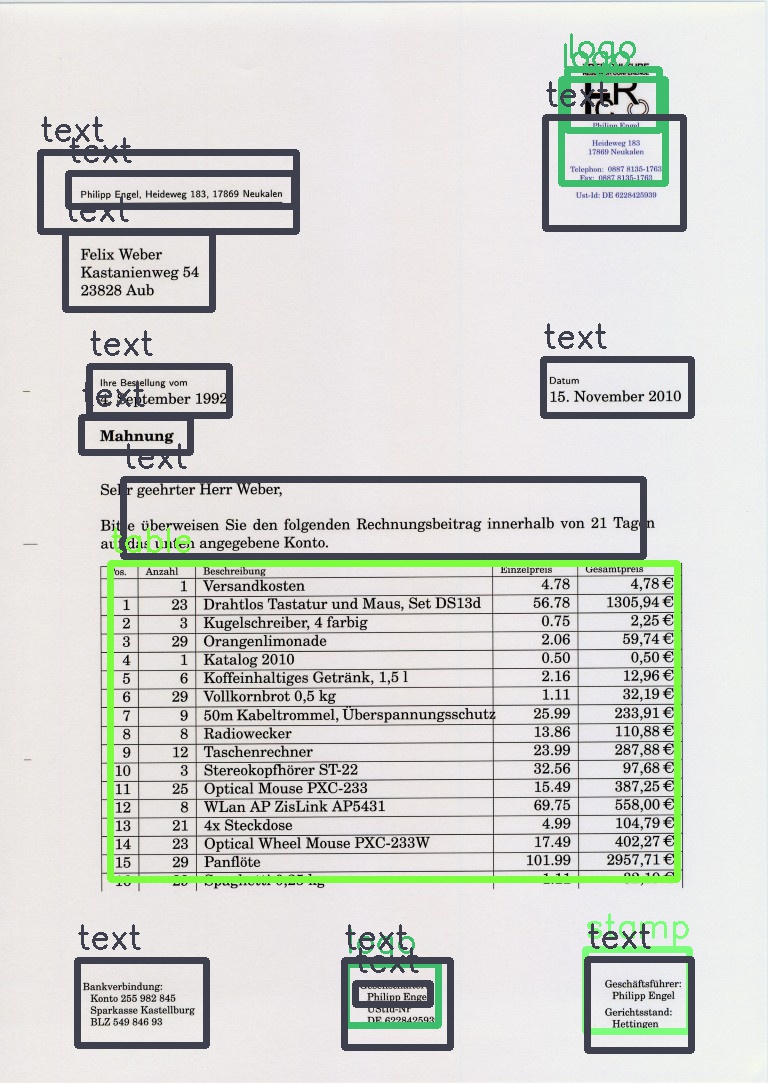 logo
logo
text
Philipp Engel
Heideweg 183
17869 Neukalen
Telephon: 0887 8135-1763
Fax: 0887 8135-1763
Ust-Id: DE 6228425939
text
text
Philipp Engel, Heideweg 183, 17869 Neukalen
text
Felix Weber
Kastanienweg 54
23828 Aub
text
Ihre Bestellung vom
4. September 1992
text
Datum
15. November 2010
text
Mahnung
text
Sehr geehrter Herr Weber,
Bitte überweisen Sie den folgenden Rechnungsbeitrag innerhalb von 21 Tagen
auf das unten angegebene Konto.
table
Pos. Anzahl Beschreibung Einzelpreis Gesamtpreis
1 Versandkosten 4.78 4,78 €
1 23 Drahtlos Tastatur und Maus, Set DS13d 56.78 1305,94 €
2 3 Kugelschreiber, 4 farbig 0.75 2,25 €
3 29 Orangenlimonade 2.06 59,74 €
4 1 Katalog 2010 0.50 0,50 €
5 6 Koffeinhaltiges Getränk, 1,5 l 2.16 12,96 €
6 29 Vollkornbrot 0,5 kg 1.11 32,19 €
7 9 50m Kabeltrommel, Überspannungsschutz 25.99 233,91 €
8 8 Radiowecker 13.86 110,88 €
9 12 Taschenrechner 23.99 287,88 €
10 3 Stereokopfhörer ST-22 32.56 97,68 €
11 25 Optical Mouse PXC-233 15.49 387,25 €
12 8 WLan AP ZisLink AP5431 69.75 558,00 €
13 21 4x Steckdose 4.99 104,79 €
14 23 Optical Wheel Mouse PXC-233W 17.49 402,27 €
15 29 Panflöte 101.99 2957,71 €
Spaghetti 0,25 kg
text
Bankverbindung:
Konto 255 982 845
Sparkasse Kastellburg
BLZ 549 846 93
text
logo
text
Philipp Engel
UStId-Nr
DE 622842593
stamp
text
Geschäftsführer:
Philipp Engel
Gerichtsstand:
Hettingen